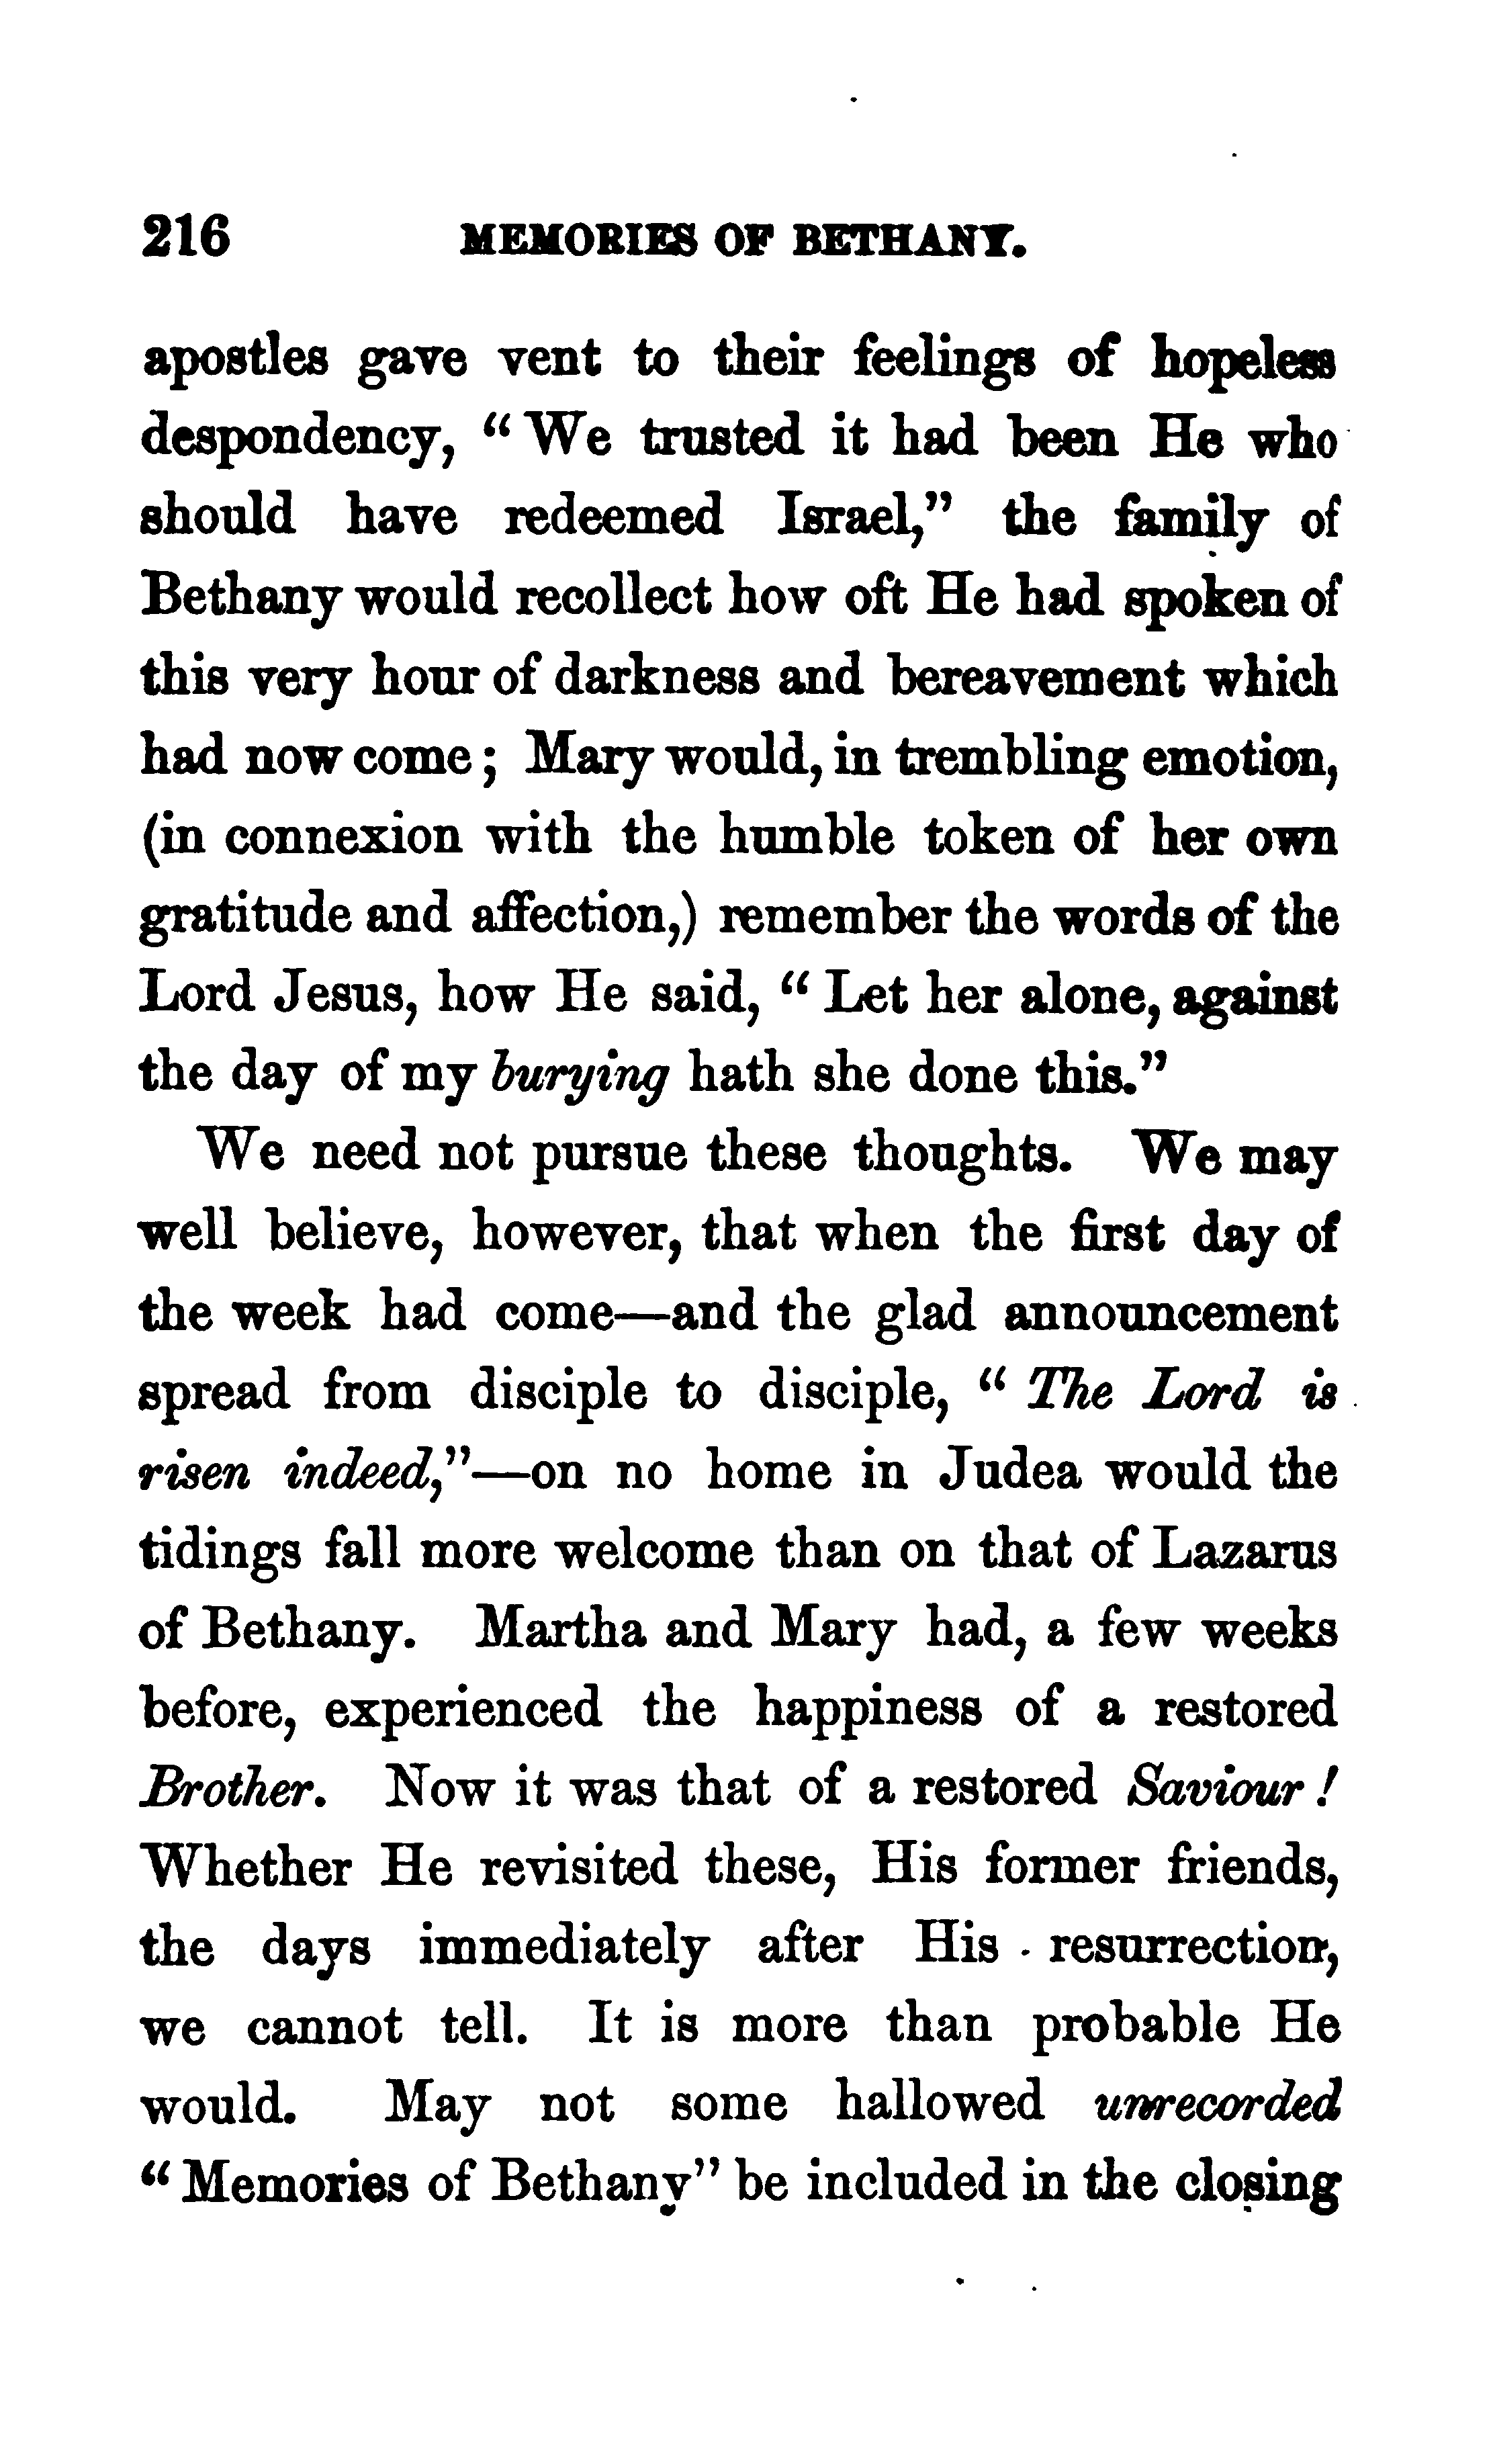 216 MEMORIES OF BETHANY.
apostles gave vent to their feelings of hopeless
despondency, “We trusted it had been He who
should have redeemed Israel,” the family of
Bethany would recollect how oft He had spoken of
this very hour of darkness and bereavement which
had now come; Mary would, in trembling emotion,
(in connexion with the humble token of her own
gratitude and affection,) remember the words of the
Lord Jesus, how He said, “Let her alone, against
the day of my burying hath she done this.”
We need not pursue these thoughts. We may
well believe, however, that when the first day of
the week had come—and the glad announcement
spread from disciple to disciple, “The Lord is
risen indeed,”—on no home in Judea would the
tidings fall more welcome than on that of Lazarus
of Bethany. Martha and Mary had, a few weeks
before, experienced the happiness of a restored
Brother. Now it was that of a restored Saviour!
Whether He revisited these, His former friends,
the days immediately after His resurrection,
we cannot tell. It is more than probable He
would. May not some hallowed unrecorded
“Memories of Bethany” be included in the closing